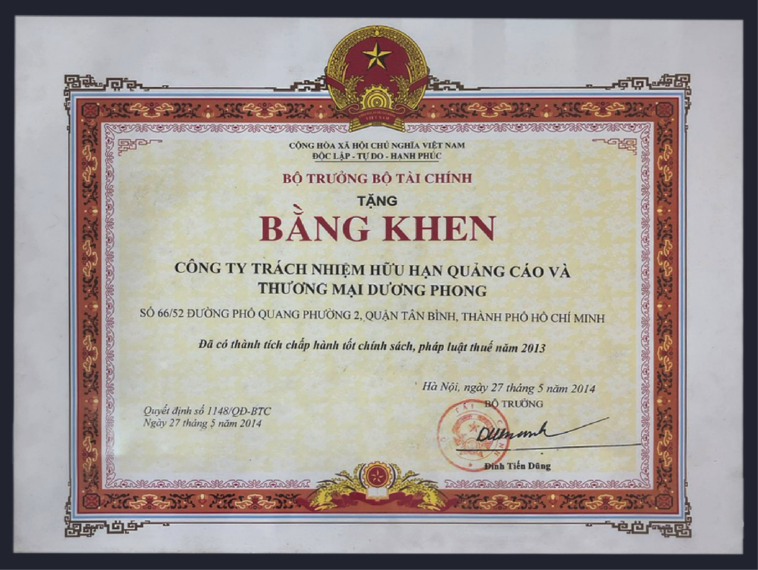 VIỆT NAM
CỘNG HÒA XÃ HỘI CHỦ NGHĨA VIỆT NAM
ĐỘC LẬP - TỰ DO - HẠNH PHÚC
BỘ TRƯỞNG BỘ TÀI CHÍNH
TẶNG
BẰNG KHEN
CÔNG TY TRÁCH NHIỆM HỮU HẠN QUẢNG CÁO VÀ
THƯƠNG MẠI DƯƠNG PHONG
SỐ 66/52 ĐƯỜNG PHỔ QUANG PHƯỜNG 2, QUẬN TÂN BÌNH, THÀNH PHỐ HỒ CHÍ MINH
Đã có thành tích chấp hành tốt chính sách, pháp luật thuế năm 2013
Hà Nội, ngày 27 tháng 5 năm 2014
BỘ TRƯỞNG
Quyết định số 1148/QĐ-BTC
Ngày 27 tháng 5 năm 2014
Đinh Tiến Dũng